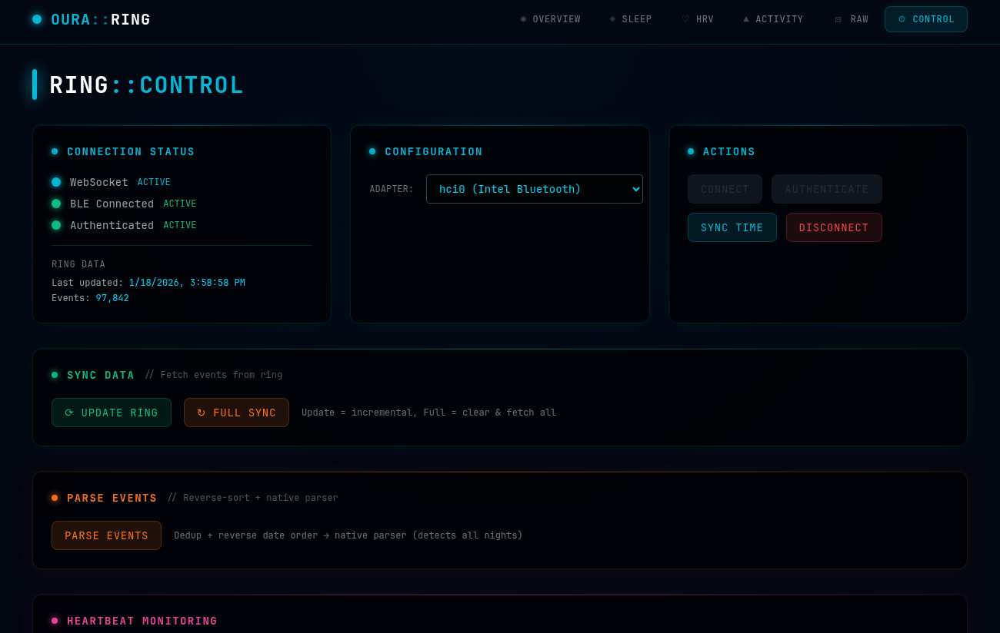 OURA::RING
◉ OVERVIEW
◈ SLEEP
♡ HRV
▲ ACTIVITY
⊟ RAW
⚙ CONTROL
RING::CONTROL
CONNECTION STATUS
WebSocket ACTIVE
BLE Connected ACTIVE
Authenticated ACTIVE
RING DATA
Last updated: 1/18/2026, 3:58:58 PM
Events: 97,842
CONFIGURATION
ADAPTER: hci0 (Intel Bluetooth)
ACTIONS
CONNECT AUTHENTICATE
SYNC TIME DISCONNECT
SYNC DATA // Fetch events from ring
⟳ UPDATE RING ↻ FULL SYNC Update = incremental, Full = clear & fetch all
PARSE EVENTS // Reverse-sort + native parser
PARSE EVENTS Dedup + reverse date order → native parser (detects all nights)
HEARTBEAT MONITORING